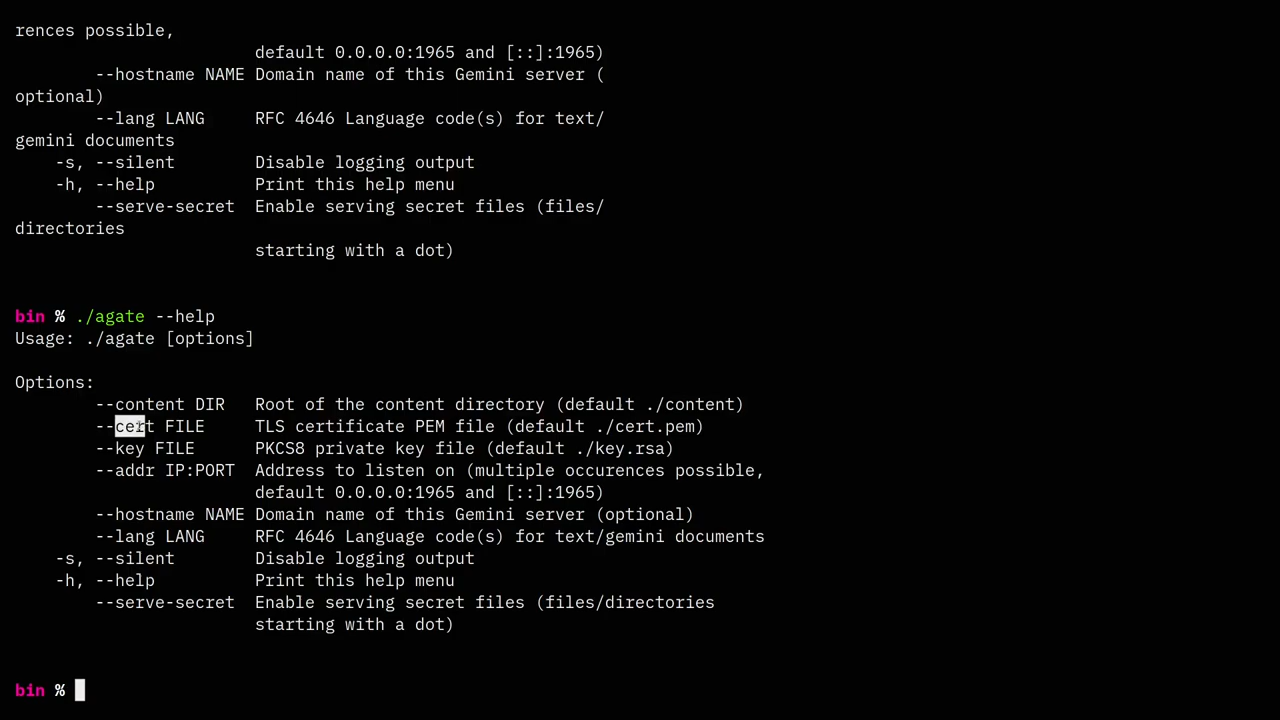 rences possible,
default 0.0.0.0:1965 and [::]:1965)
--hostname NAME Domain name of this Gemini server (
optional)
--lang LANG RFC 4646 Language code(s) for text/
gemini documents
-s, --silent Disable logging output
-h, --help Print this help menu
--serve-secret Enable serving secret files (files/
directories
starting with a dot)
bin % ./agate --help
Usage: ./agate [options]
Options:
--content DIR Root of the content directory (default ./content)
--cert FILE TLS certificate PEM file (default ./cert.pem)
--key FILE PKCS8 private key file (default ./key.rsa)
--addr IP:PORT Address to listen on (multiple occurences possible,
default 0.0.0.0:1965 and [::]:1965)
--hostname NAME Domain name of this Gemini server (optional)
--lang LANG RFC 4646 Language code(s) for text/gemini documents
-s, --silent Disable logging output
-h, --help Print this help menu
--serve-secret Enable serving secret files (files/directories
starting with a dot)
bin %